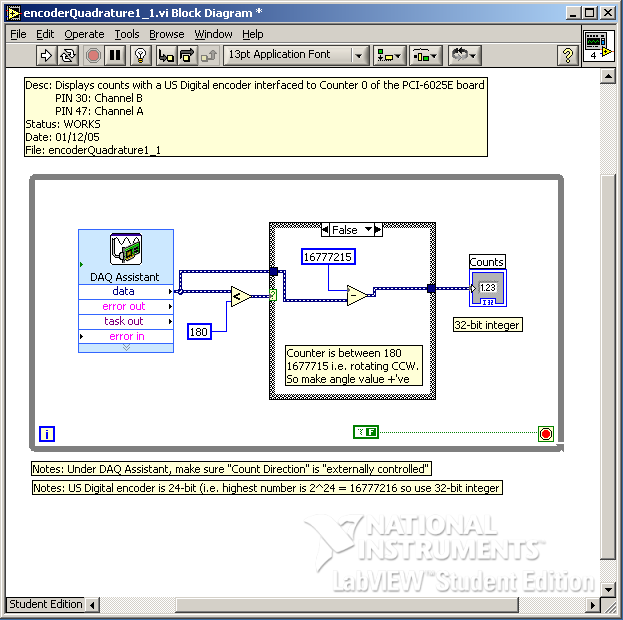 encoderQuadrature1_1.vi Block Diagram *
File Edit Operate Tools Browse Window Help
13pt Application Font
?
4
Desc: Displays counts with a US Digital encoder interfaced to Counter 0 of the PCI-6025E board
PIN 30: Channel B
PIN 47: Channel A
Status: WORKS
Date: 01/12/05
File: encoderQuadrature1_1
False
16777215
DAQ Assistant
data
error out
task out
error in
<
?
-
180
Counts
1.23
I32
32-bit integer
Counter is between 180
1677715 i.e. rotating CCW.
So make angle value +'ve
i
T F
Notes: Under DAQ Assistant, make sure "Count Direction" is "externally controlled"
Notes: US Digital encoder is 24-bit (i.e. highest number is 2^24 = 16777216 so use 32-bit integer
NATIONAL
INSTRUMENTS™
LabVIEW™ Student Edition
Student Edition